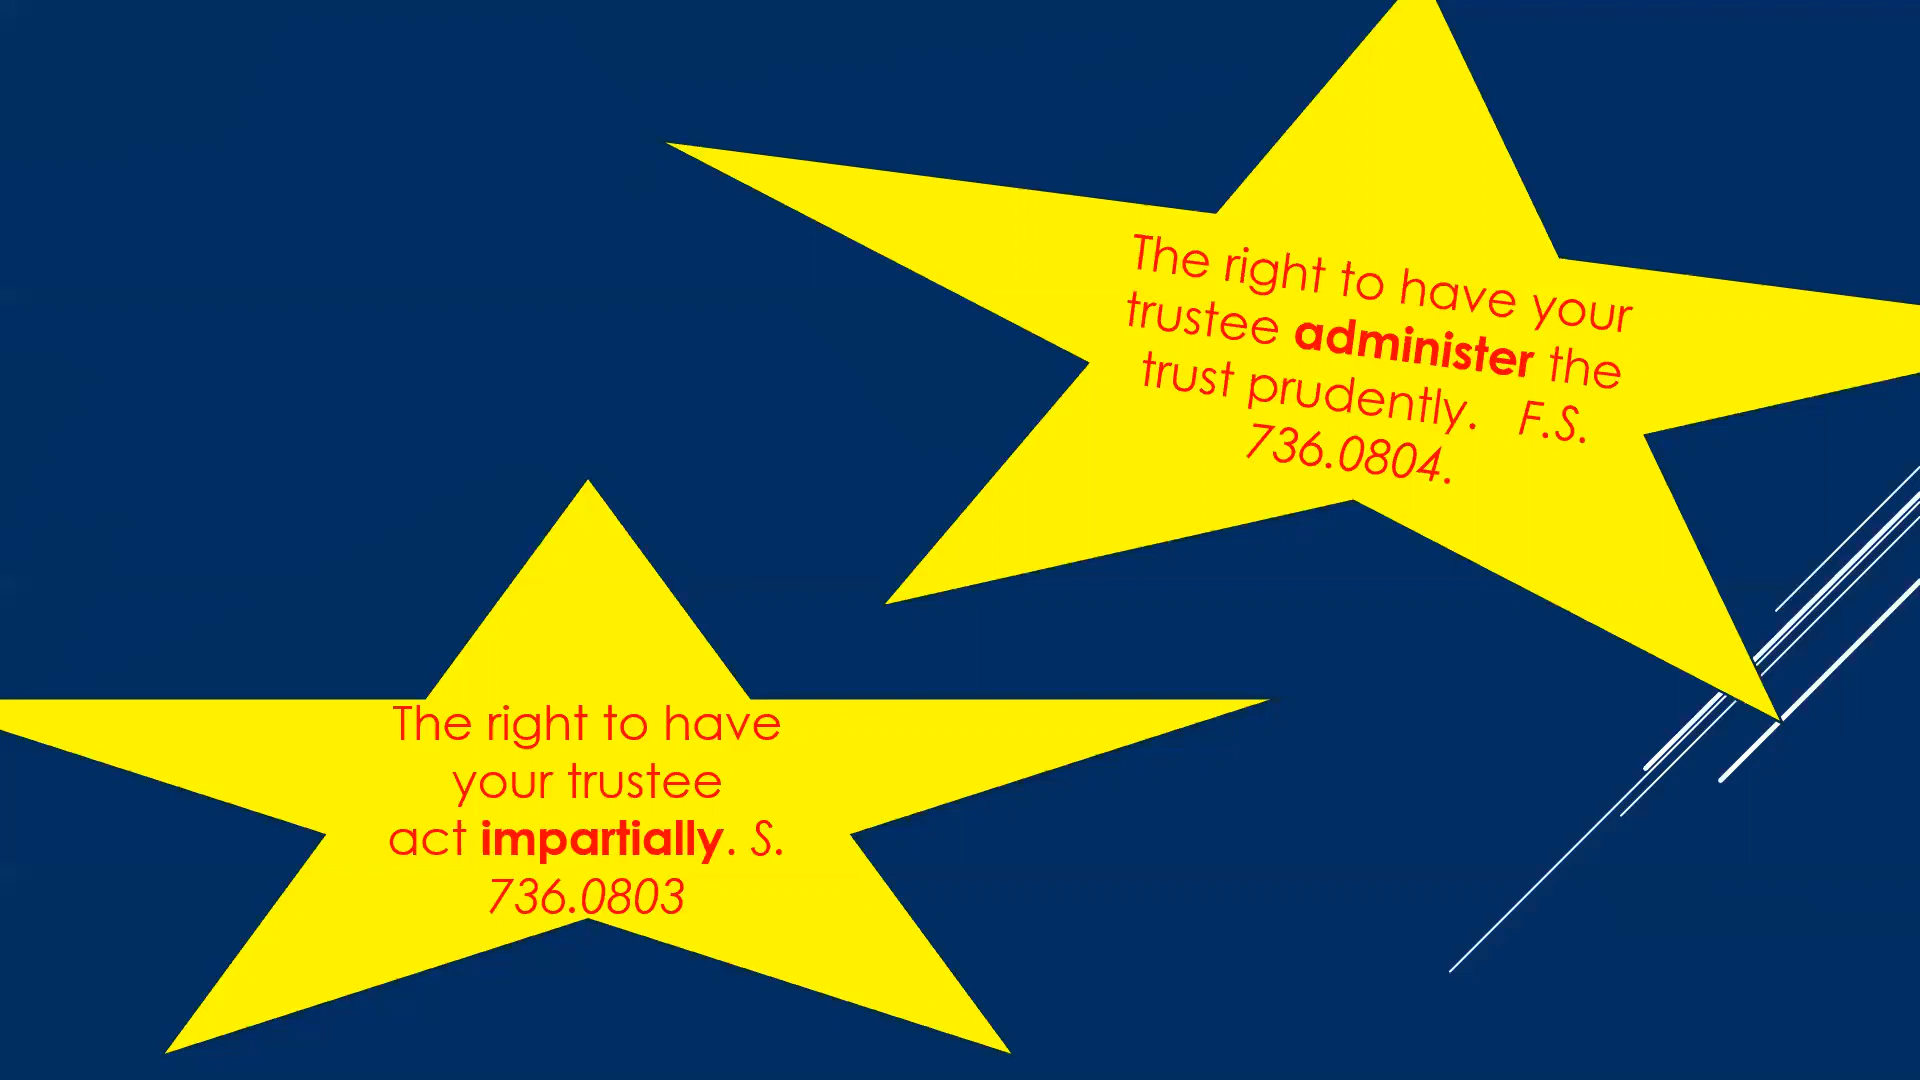 The right to have your
trustee administer the
trust prudently. F.S.
736.0804.
The right to have
your trustee
act impartially. S.
736.0803